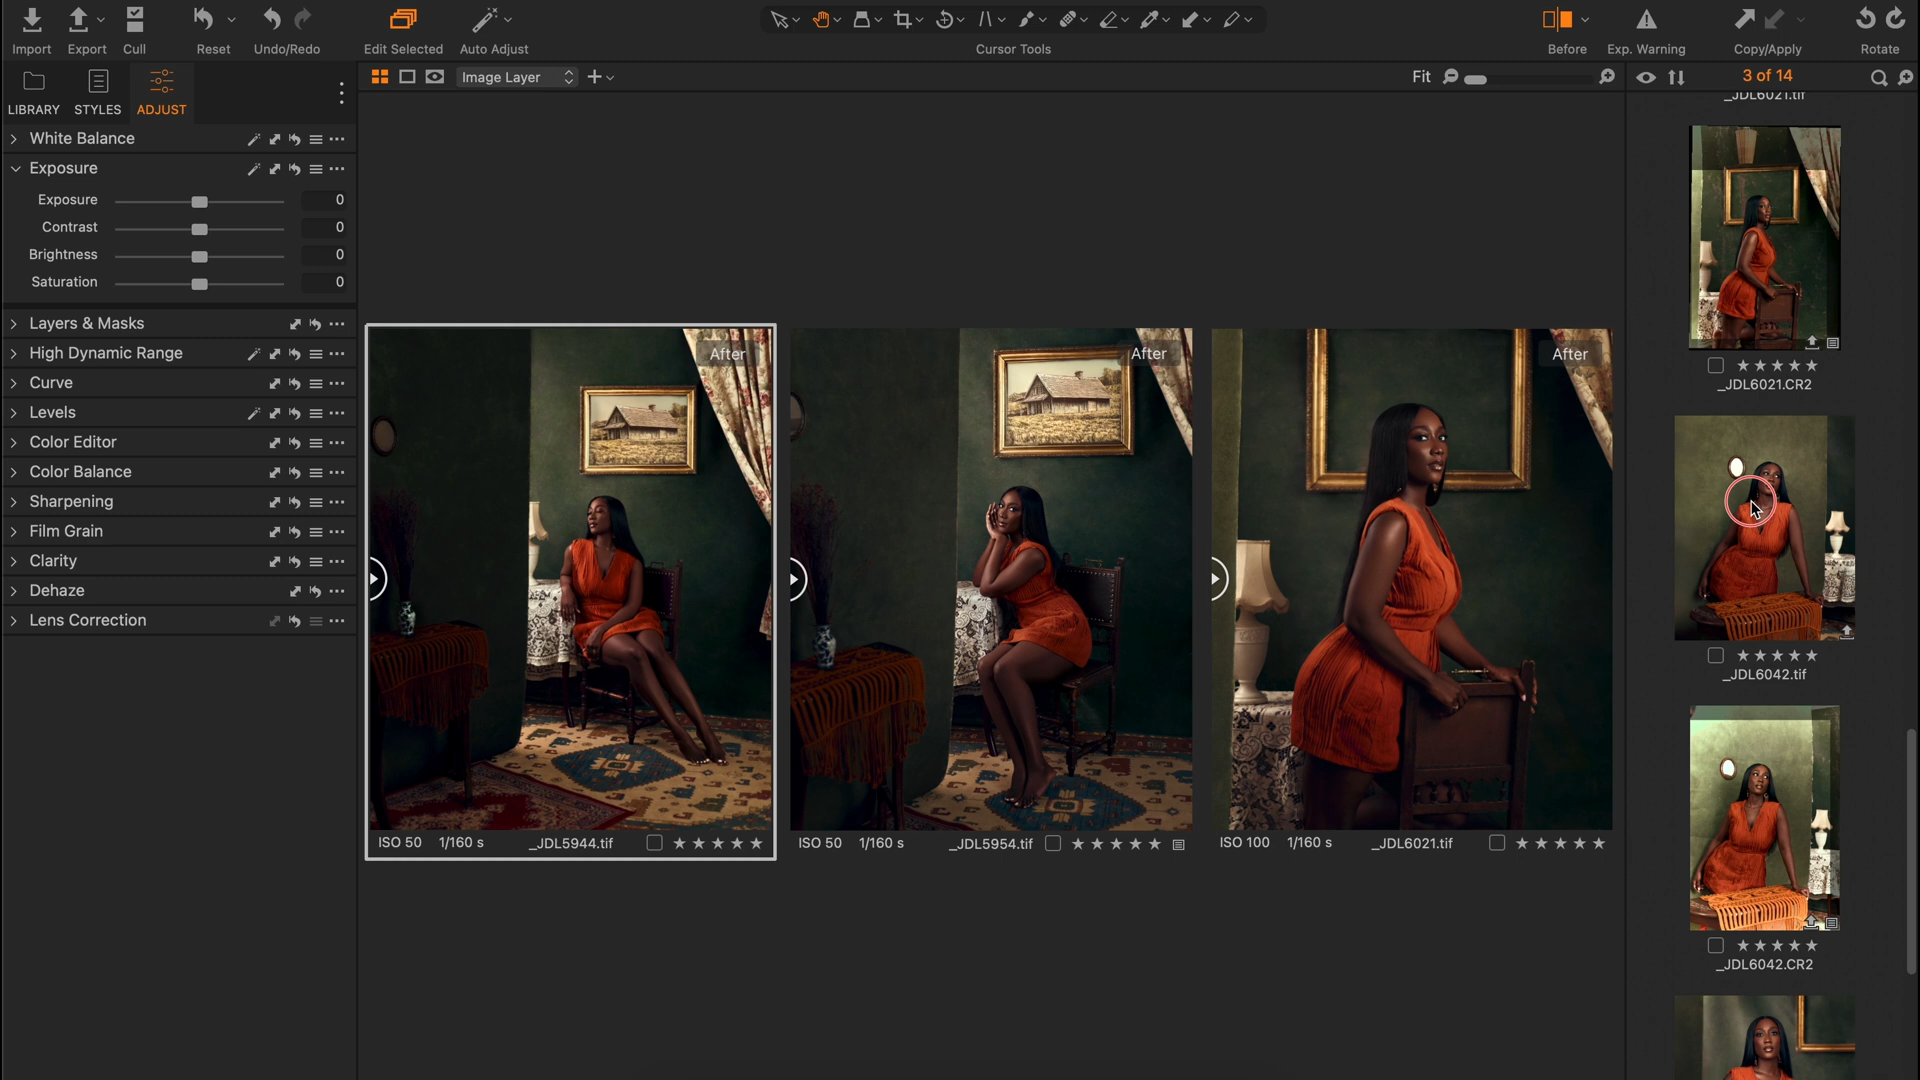 Import Export Cull Reset Undo/Redo Edit Selected Auto Adjust Cursor Tools Before Exp. Warning Copy/Apply Rotate
LIBRARY STYLES ADJUST
Image Layer
Fit
3 of 14
White Balance
Exposure
Exposure 0
Contrast 0
Brightness 0
Saturation 0
Layers & Masks
High Dynamic Range
Curve
Levels
Color Editor
Color Balance
Sharpening
Film Grain
Clarity
Dehaze
Lens Correction
After
ISO 50 1/160 s _JDL5944.tif
After
ISO 50 1/160 s _JDL5954.tif
After
ISO 100 1/160 s _JDL6021.tif
_JDL6021.tif
_JDL6021.CR2
_JDL6042.tif
_JDL6042.CR2